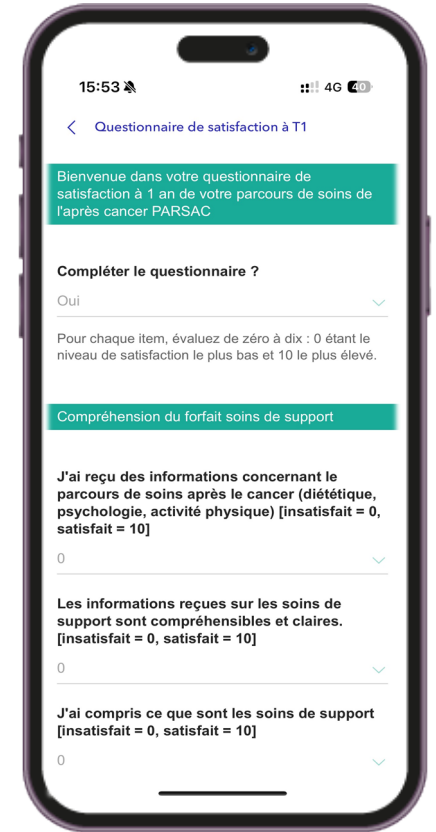 15:53
4G 40
Questionnaire de satisfaction à T1
Bienvenue dans votre questionnaire de
satisfaction à 1 an de votre parcours de soins de
l'après cancer PARSAC
Compléter le questionnaire ?
Oui
Pour chaque item, évaluez de zéro à dix : 0 étant le
niveau de satisfaction le plus bas et 10 le plus élevé.
Compréhension du forfait soins de support
J'ai reçu des informations concernant le
parcours de soins après le cancer (diététique,
psychologie, activité physique) [insatisfait = 0,
satisfait = 10]
0
Les informations reçues sur les soins de
support sont compréhensibles et claires.
[insatisfait = 0, satisfait = 10]
0
J'ai compris ce que sont les soins de support
[insatisfait = 0, satisfait = 10]
0